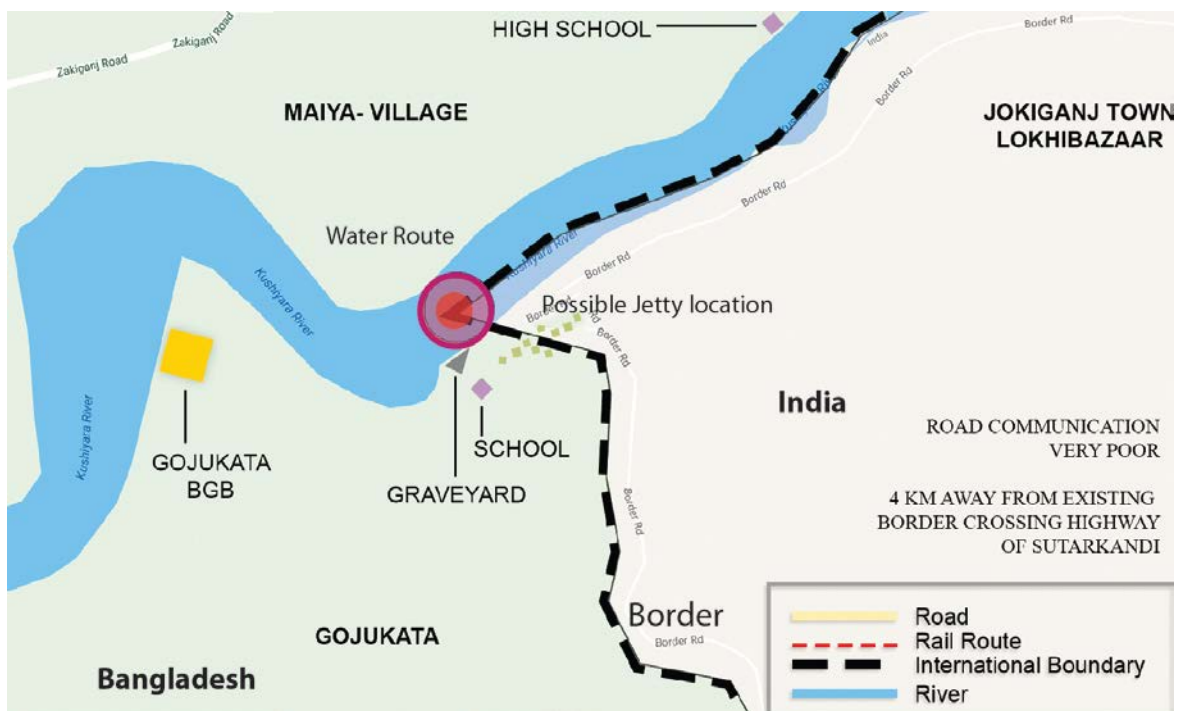 HIGH SCHOOL
Border Rd
Zakiganj Road
Zakiganj Road
India
Border Rd
MAIYA- VILLAGE
JOKIGANJ TOWN
LOKHIBAZAAR
Border Rd
Water Route
Kushiyara River
Border Rd
Kushiyara River
Possible Jetty location
Border Rd
Border Rd
India
Kushiyara River
ROAD COMMUNICATION
VERY POOR
SCHOOL
GOJUKATA
BGB
GRAVEYARD
4 KM AWAY FROM EXISTING
BORDER CROSSING HIGHWAY
OF SUTARKANDI
Border Rd
Border
Border Rd
GOJUKATA
Bangladesh
Road
Rail Route
International Boundary
River